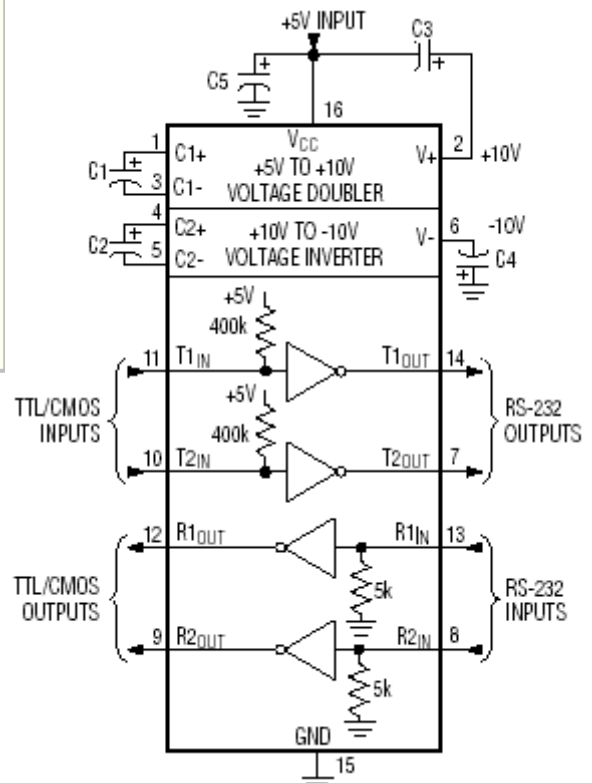 +5V INPUT
C3
+
C5
+
16
1
VCC
2
C1
+
C1+
+5V TO +10V
V+
+10V
3
C1-
VOLTAGE DOUBLER
4
C2
+
C2+
+10V TO -10V
V-
6
-10V
5
C2-
VOLTAGE INVERTER
+
C4
+5V
400k
11
T1IN
T1OUT
14
+5V
TTL/CMOS
INPUTS
RS-232
OUTPUTS
400k
10
T2IN
T2OUT
7
12
R1OUT
R1IN
13
5k
TTL/CMOS
OUTPUTS
RS-232
INPUTS
9
R2OUT
R2IN
8
5k
GND
15